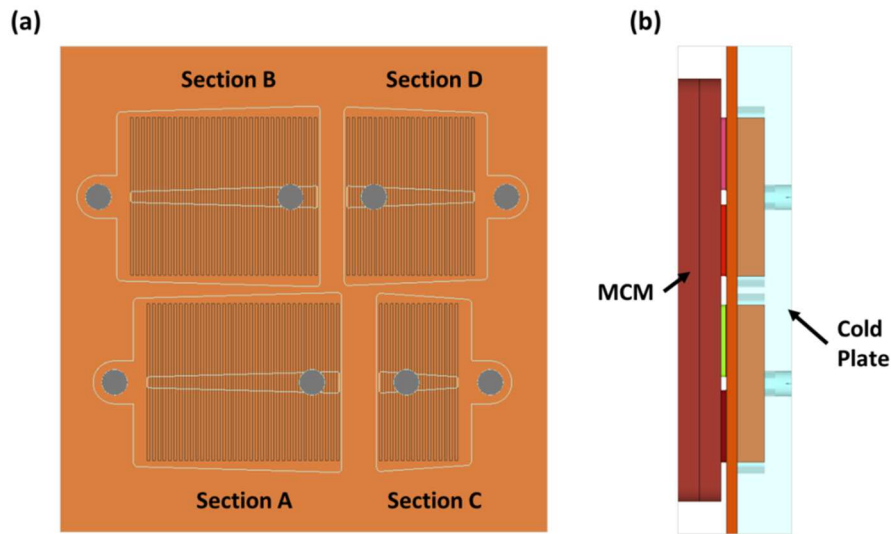 (a)
(b)
Section B
Section D
MCM
Cold
Plate
Section A
Section C